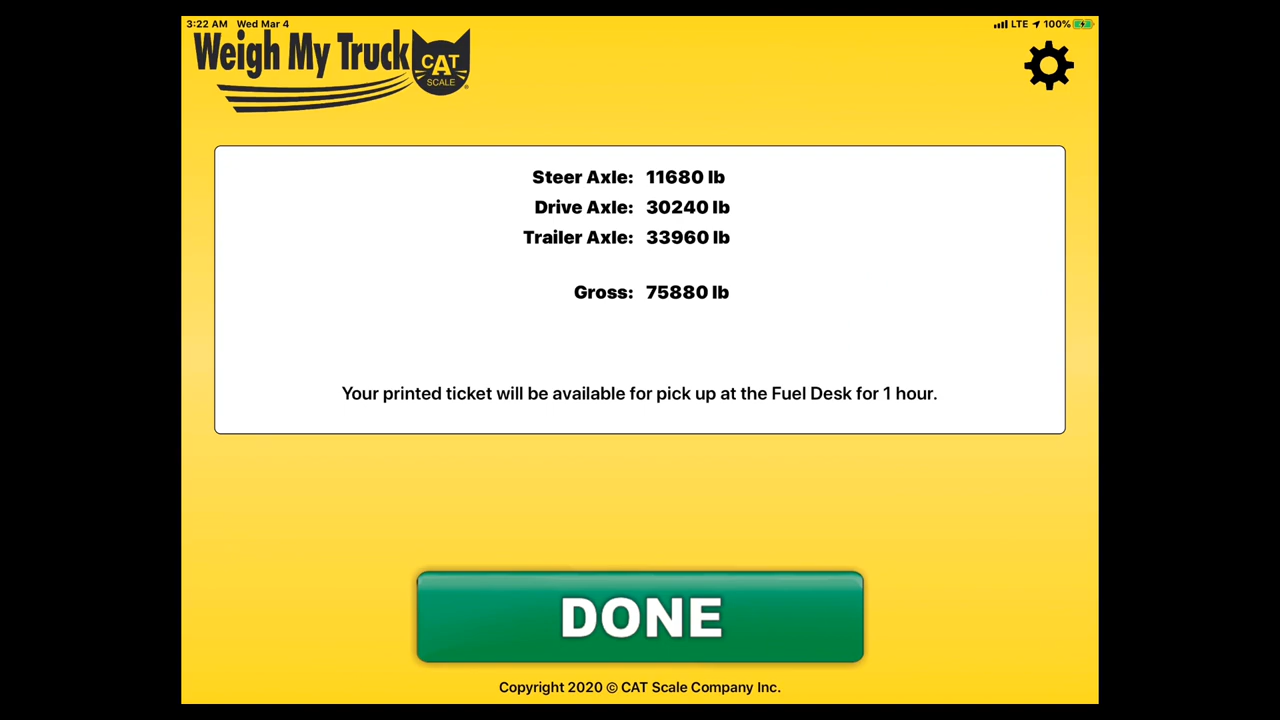 3:22 AM Wed Mar 4
LTE 100%
Weigh My Truck
CAT
SCALE
®
Steer Axle: 11680 lb
Drive Axle: 30240 lb
Trailer Axle: 33960 lb
Gross: 75880 lb
Your printed ticket will be available for pick up at the Fuel Desk for 1 hour.
DONE
Copyright 2020 © CAT Scale Company Inc.